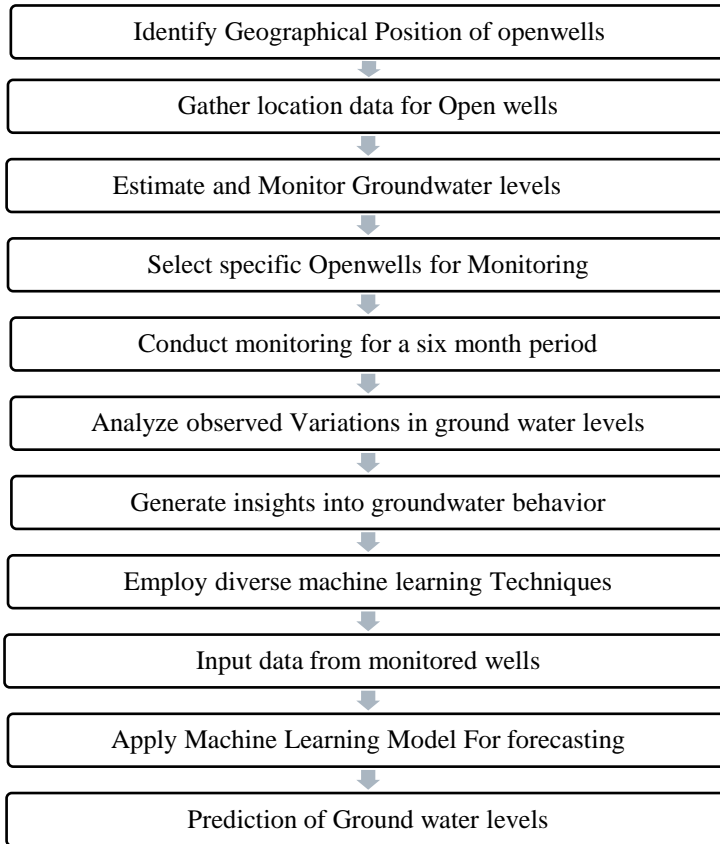 Identify Geographical Position of openwells
Gather location data for Open wells
Estimate and Monitor Groundwater levels
Select specific Openwells for Monitoring
Conduct monitoring for a six month period
Analyze observed Variations in ground water levels
Generate insights into groundwater behavior
Employ diverse machine learning Techniques
Input data from monitored wells
Apply Machine Learning Model For forecasting
Prediction of Ground water levels